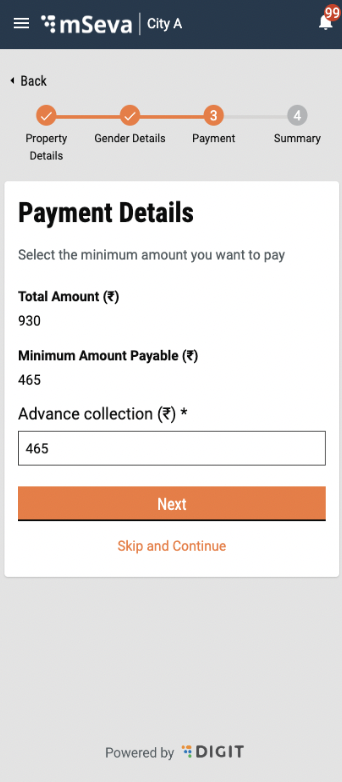 mSeva City A
99
Back
3 4
Property Gender Details Payment Summary
Details
Payment Details
Select the minimum amount you want to pay
Total Amount (₹)
930
Minimum Amount Payable (₹)
465
Advance collection (₹) *
465
Next
Skip and Continue
Powered by DIGIT